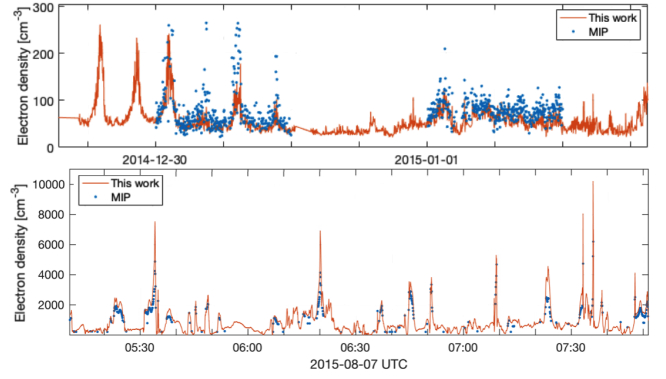 300
200
100
0
Electron density [cm-3]
This work
MIP
2014-12-30
2015-01-01
10000
8000
6000
4000
2000
Electron density [cm-3]
This work
MIP
05:30
06:00
06:30
07:00
07:30
2015-08-07 UTC